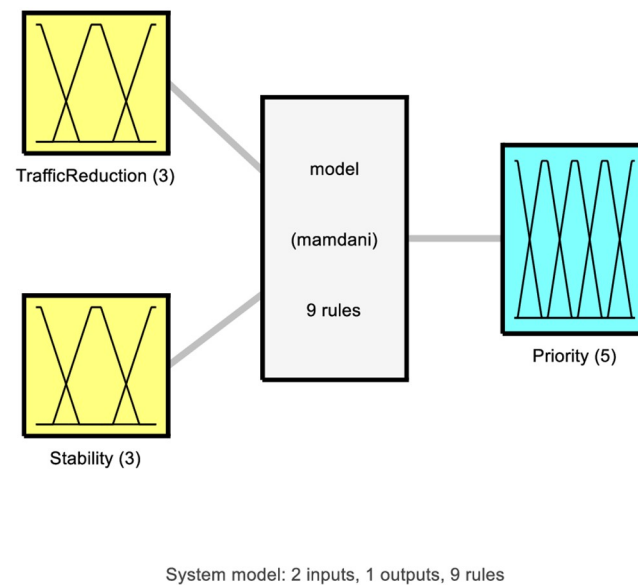 TrafficReduction (3)
model
(mamdani)
9 rules
Priority (5)
Stability (3)
System model: 2 inputs, 1 outputs, 9 rules